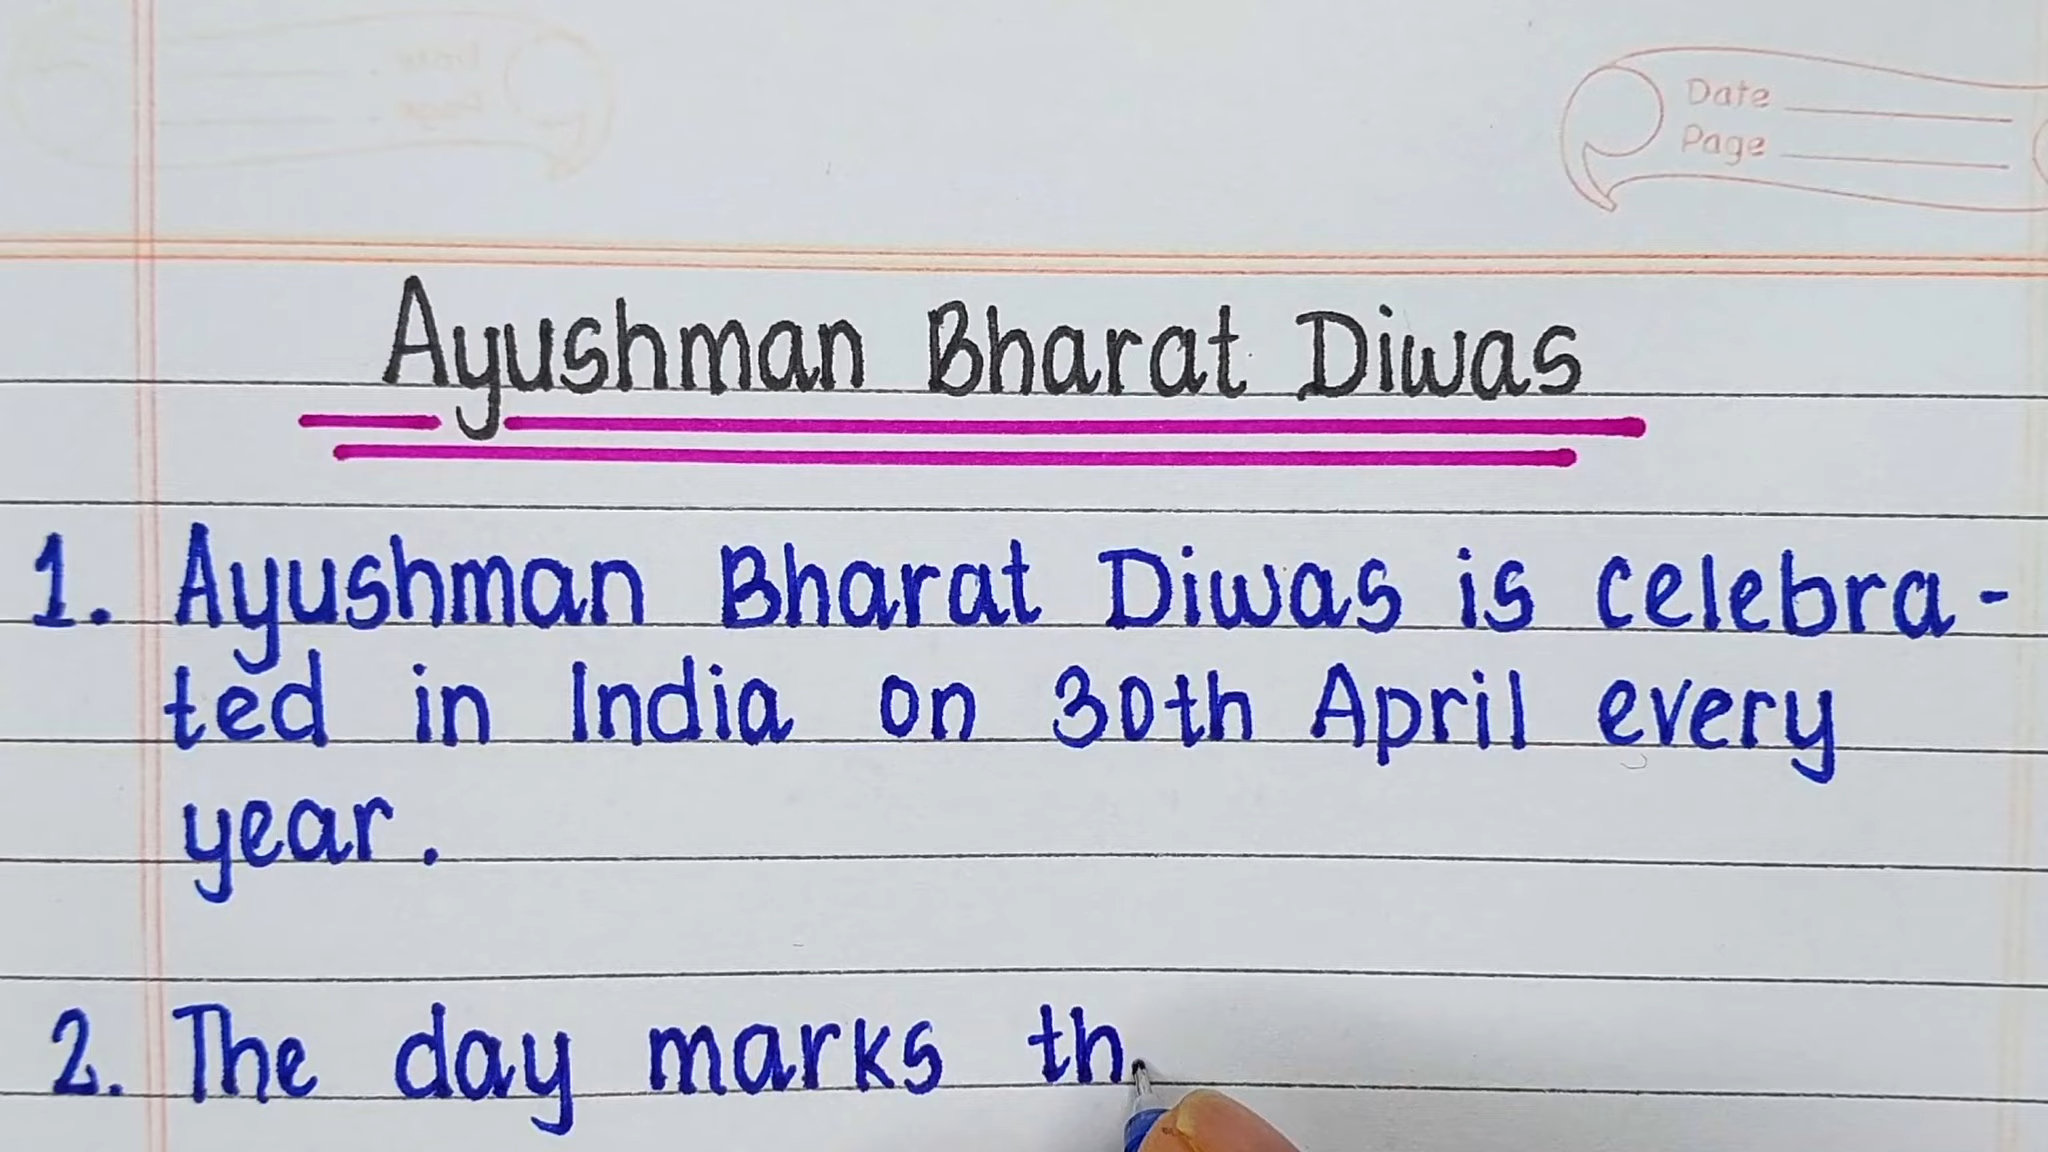 Date
Page
Ayushman Bharat Diwas
1. Ayushman Bharat Diwas is celebra-
ted in India on 30th April every
year.
2. The day marks th